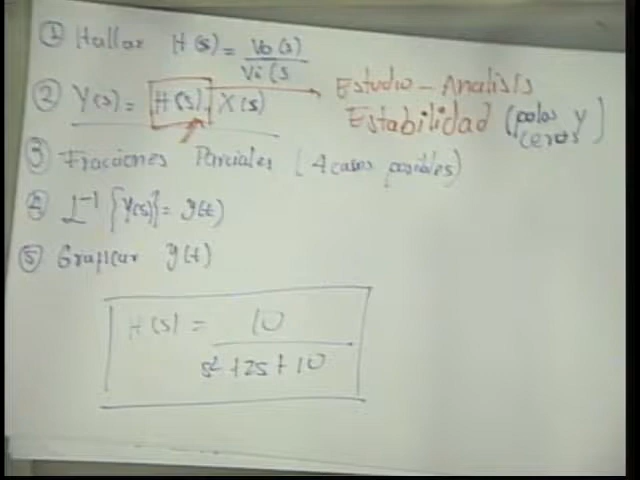 ① Hallar H(s) = Vo(s)
Vi(s
② Y(s) = H(s) . X(s)
Estudio - Analisis
Estabilidad (polos y
ceros)
③ Fracciones Parciales (4 casos posibles)
④ L⁻¹ {Y(s)} = y(t)
⑤ Graficar y(t)
H(s) = 10
s² + 2s + 10